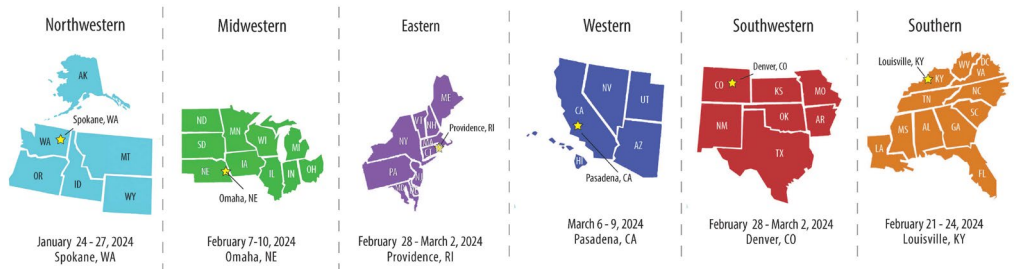 Northwestern
AK
Spokane, WA
WA
MT
OR
ID
WY
January 24 - 27, 2024
Spokane, WA
Midwestern
ND
MN
SD
WI
MI
NE
IA
IL
IN
OH
Omaha, NE
February 7-10, 2024
Omaha, NE
Eastern
ME
VT
NH
Providence, RI
NY
MA
CT
PA
February 28 - March 2, 2024
Providence, RI
Western
NV
CA
UT
AZ
HI
Pasadena, CA
March 6 - 9, 2024
Pasadena, CA
Southwestern
Denver, CO
CO
KS
MO
OK
AR
NM
TX
February 28 - March 2, 2024
Denver, CO
Southern
Louisville, KY
WV
DC
KY
VA
TN
NC
SC
MS
AL
GA
LA
FL
February 21 - 24, 2024
Louisville, KY